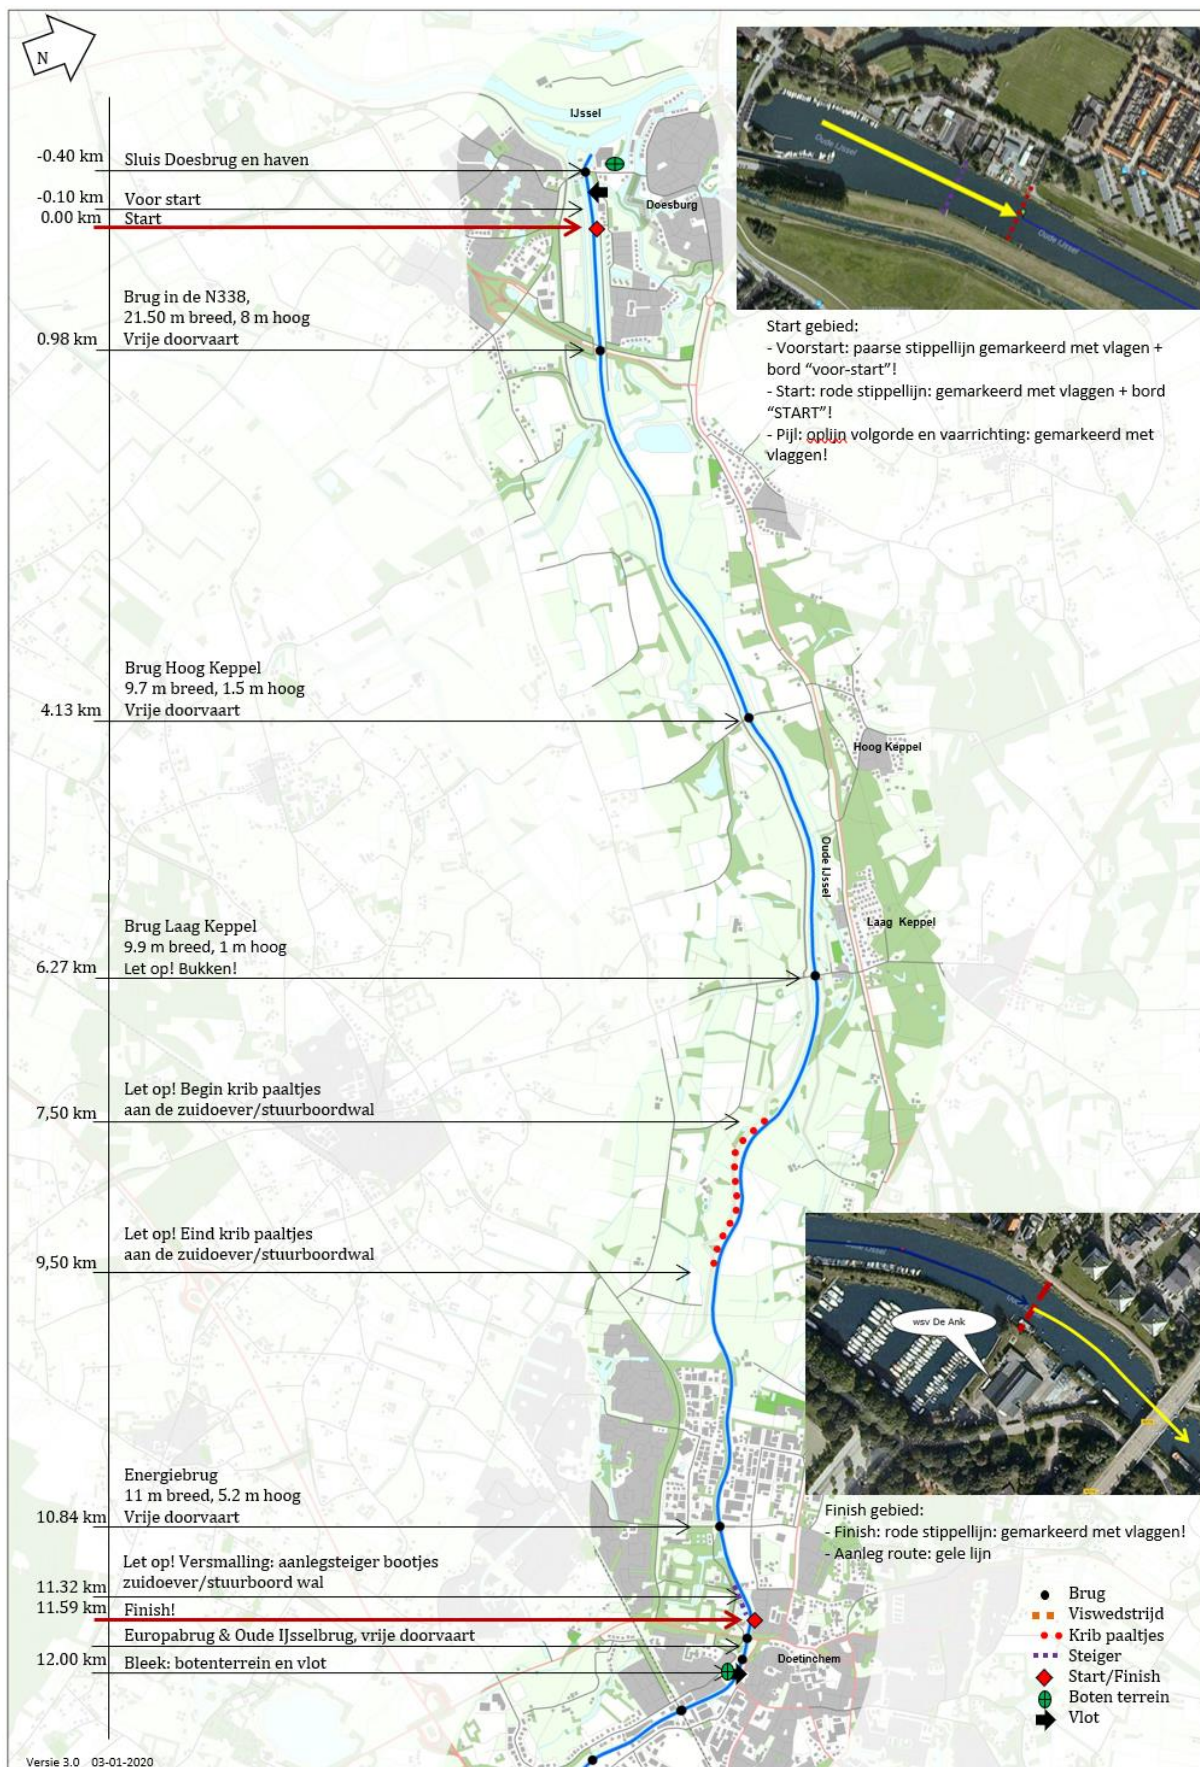 N
IJssel
-0.40 km
Sluis Doesbrug en haven
-0.10 km
Voor start
Doesburg
0.00 km
Start
Oude IJssel
Oude IJssel
Brug in de N338,
21.50 m breed, 8 m hoog
0.98 km
Vrije doorvaart
Start gebied:
- Voorstart: paarse stippellijn gemarkeerd met vlagen +
bord “voor-start”!
- Start: rode stippellijn: gemarkeerd met vlaggen + bord
“START”!
- Pijl: oplijn volgorde en vaarrichting: gemarkeerd met
vlaggen!
Brug Hoog Keppel
9.7 m breed, 1.5 m hoog
4.13 km
Vrije doorvaart
Hoog Keppel
Oude IJssel
Laag Keppel
Brug Laag Keppel
9.9 m breed, 1 m hoog
6.27 km
Let op! Bukken!
Let op! Begin krib paaltjes
7,50 km
aan de zuidoever/stuurboordwal
Let op! Eind krib paaltjes
9,50 km
aan de zuidoever/stuurboordwal
wsv De Ank
Energiebrug
11 m breed, 5.2 m hoog
10.84 km
Vrije doorvaart
Finish gebied:
- Finish: rode stippellijn: gemarkeerd met vlaggen!
- Aanleg route: gele lijn
Let op! Versmalling: aanlegsteiger bootjes
11.32 km
zuidoever/stuurboord wal
11.59 km
Finish!
Europabrug & Oude IJsselbrug, vrije doorvaart
12.00 km
Bleek: botenterrein en vlot
Doetinchem
Brug
Viswedstrijd
Krib paaltjes
Steiger
Start/Finish
Boten terrein
Vlot
Versie 3.0 03-01-2020